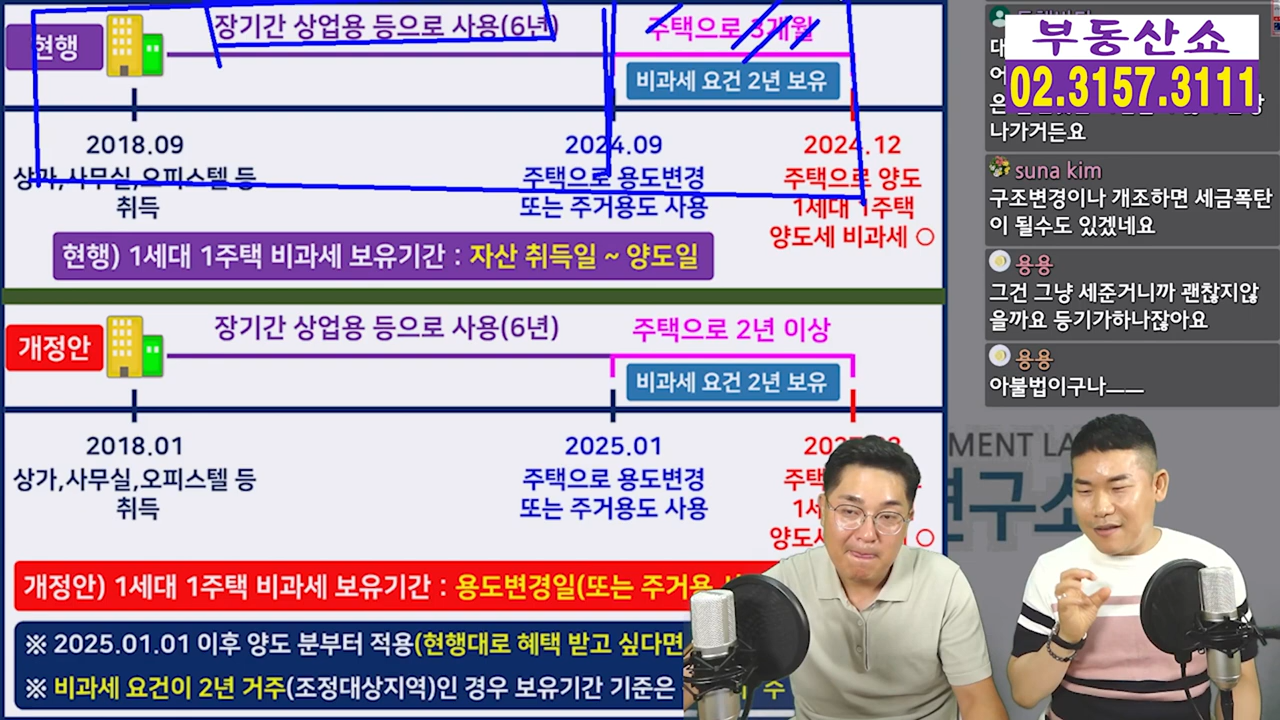 현행
장기간 상업용 등으로 사용(6년)
주택으로 3개월
비과세 요건 2년 보유
2018.09
2024.09
2024.12
상가,사무실,오피스텔 등
취득
주택으로 용도변경
또는 주거용도 사용
주택으로 양도
1세대 1주택
양도세 비과세 ○
현행) 1세대 1주택 비과세 보유기간 : 자산 취득일 ~ 양도일
개정안
장기간 상업용 등으로 사용(6년)
주택으로 2년 이상
비과세 요건 2년 보유
2018.01
2025.01
상가,사무실,오피스텔 등
취득
주택으로 용도변경
또는 주거용도 사용
○
개정안) 1세대 1주택 비과세 보유기간 : 용도변경일(또는 주거용
※ 2025.01.01 이후 양도 분부터 적용(현행대로 혜택 받고 싶다면
※ 비과세 요건이 2년 거주(조정대상지역)인 경우 보유기간 기준은
부동산쇼
02.3157.3111
나가거든요
suna kim
구조변경이나 개조하면 세금폭탄
이 될수도 있겠네요
용용
그건 그냥 세준거니까 괜찮지않
을까요 등기가하나잖아요
용용
아불법이구나ㅡㅡ
MENT LA
연구소